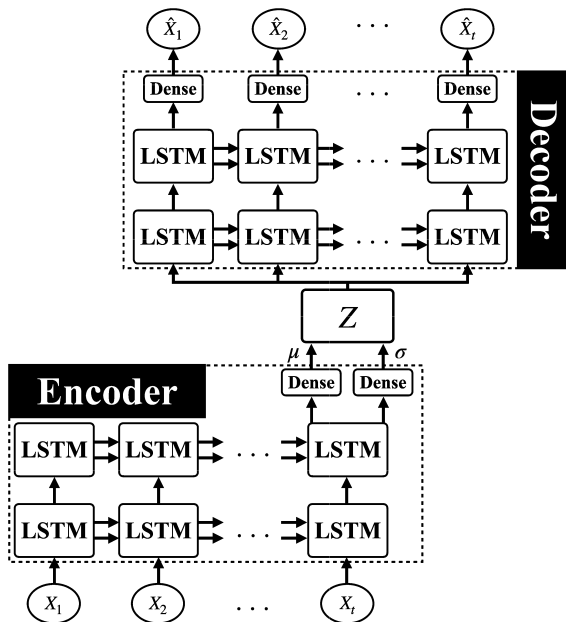 X̂₁ X̂₂ . . . X̂ₜ
Dense Dense . . . Dense
LSTM LSTM . . . LSTM
LSTM LSTM . . . LSTM
Decoder
Z
μ σ
Encoder
Dense Dense
LSTM LSTM . . . LSTM
LSTM LSTM . . . LSTM
X₁ X₂ . . . Xₜ